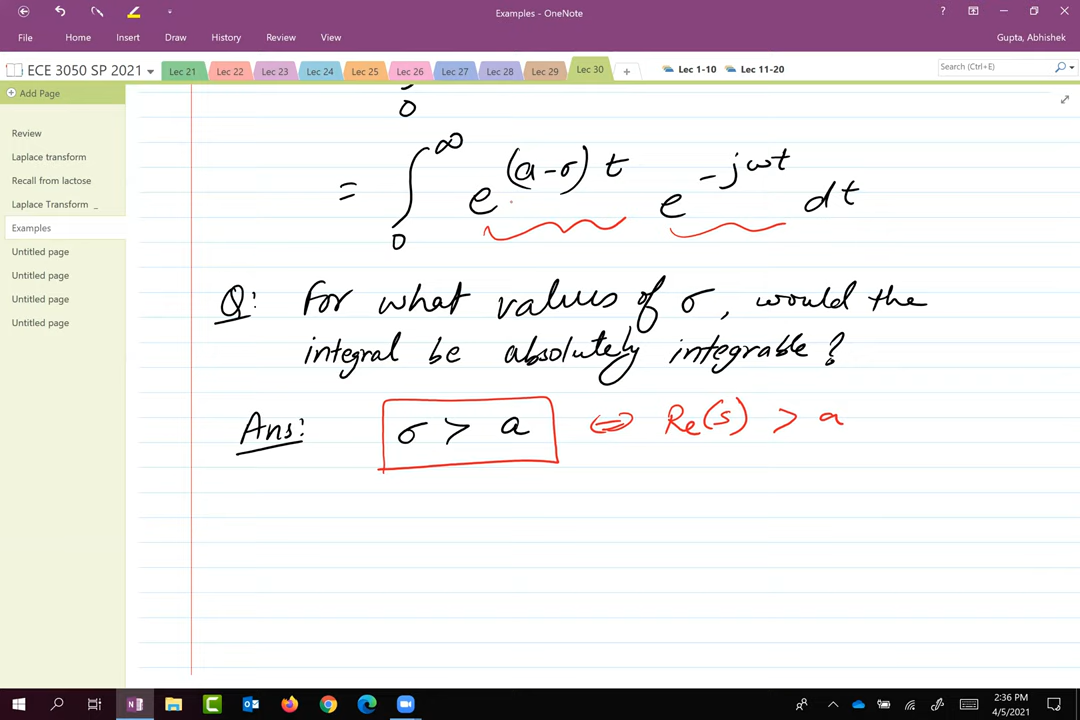 Examples - OneNote
?
Gupta, Abhishek
File Home Insert Draw History Review View
ECE 3050 SP 2021
Lec 21 Lec 22 Lec 23 Lec 24 Lec 25 Lec 26 Lec 27 Lec 28 Lec 29 Lec 30 +
Lec 1-10 Lec 11-20
Search (Ctrl+E)
Add Page
Review
Laplace transform
Recall from lactose
Laplace Transform _
Examples
Untitled page
Untitled page
Untitled page
Untitled page
0
= ∫₀^∞ e^(a-σ)t e^-jωt dt
Q: For what values of σ, would the
integral be absolutely integrable?
Ans: σ > a ⇔ Re(s) > a
2:36 PM
4/5/2021